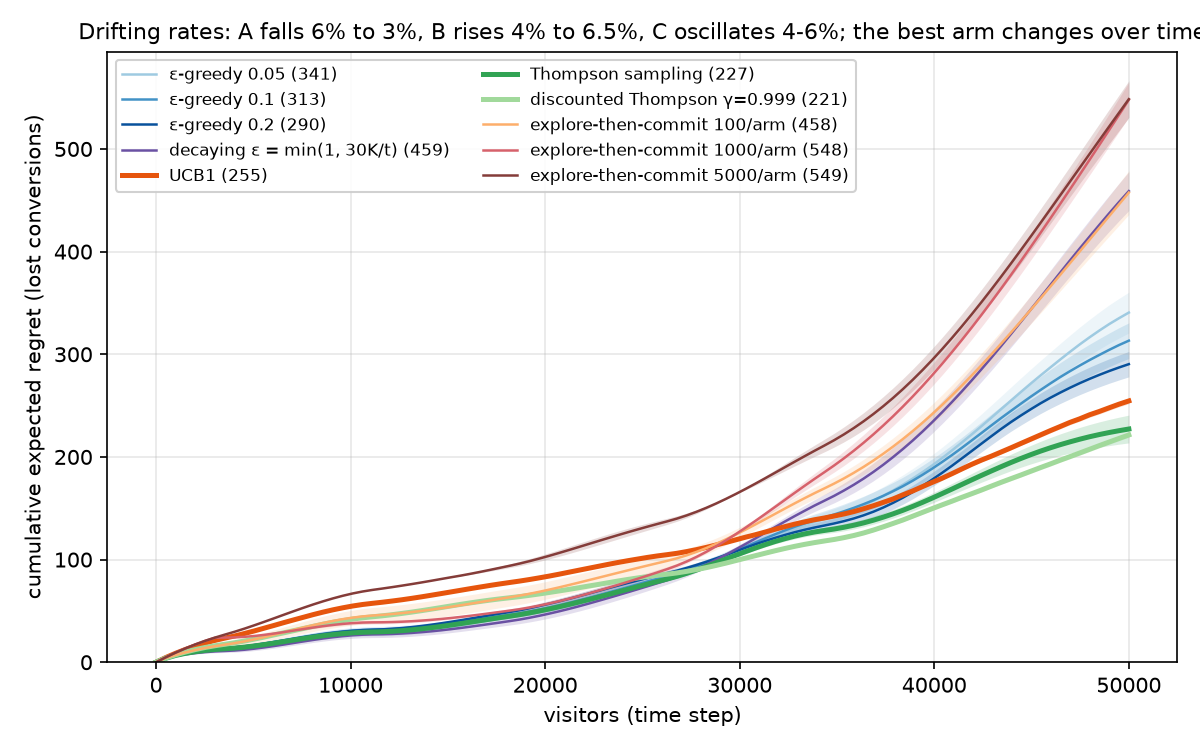 Drifting rates: A falls 6% to 3%, B rises 4% to 6.5%, C oscillates 4-6%; the best arm changes over time
ε-greedy 0.05 (341)
ε-greedy 0.1 (313)
ε-greedy 0.2 (290)
decaying ε = min(1, 30K/t) (459)
UCB1 (255)
Thompson sampling (227)
discounted Thompson γ=0.999 (221)
explore-then-commit 100/arm (458)
explore-then-commit 1000/arm (548)
explore-then-commit 5000/arm (549)
cumulative expected regret (lost conversions)
500
400
300
200
100
0
0 10000 20000 30000 40000 50000
visitors (time step)